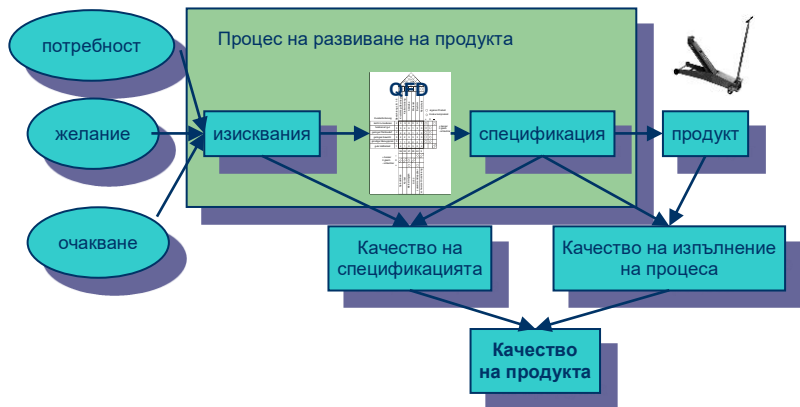 потребност
Процес на развиване на продукта
QFD
желание
изисквания
спецификация
продукт
очакване
Качество на
спецификацията
Качество на изпълнение
на процеса
Качество
на продукта